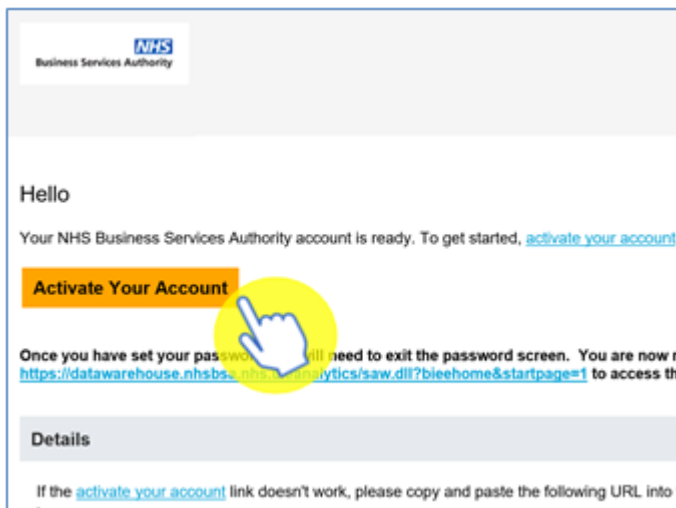 NHS
Business Services Authority
Hello
Your NHS Business Services Authority account is ready. To get started, activate your account
Activate Your Account
Once you have set your need to exit the password screen. You are now
https://datawarehouse.nhsbsa.nhs.uk/analytics/saw.dll?bieehome&startpage=1 to access
Details
If the activate your account link doesn't work, please copy and paste the following URL into